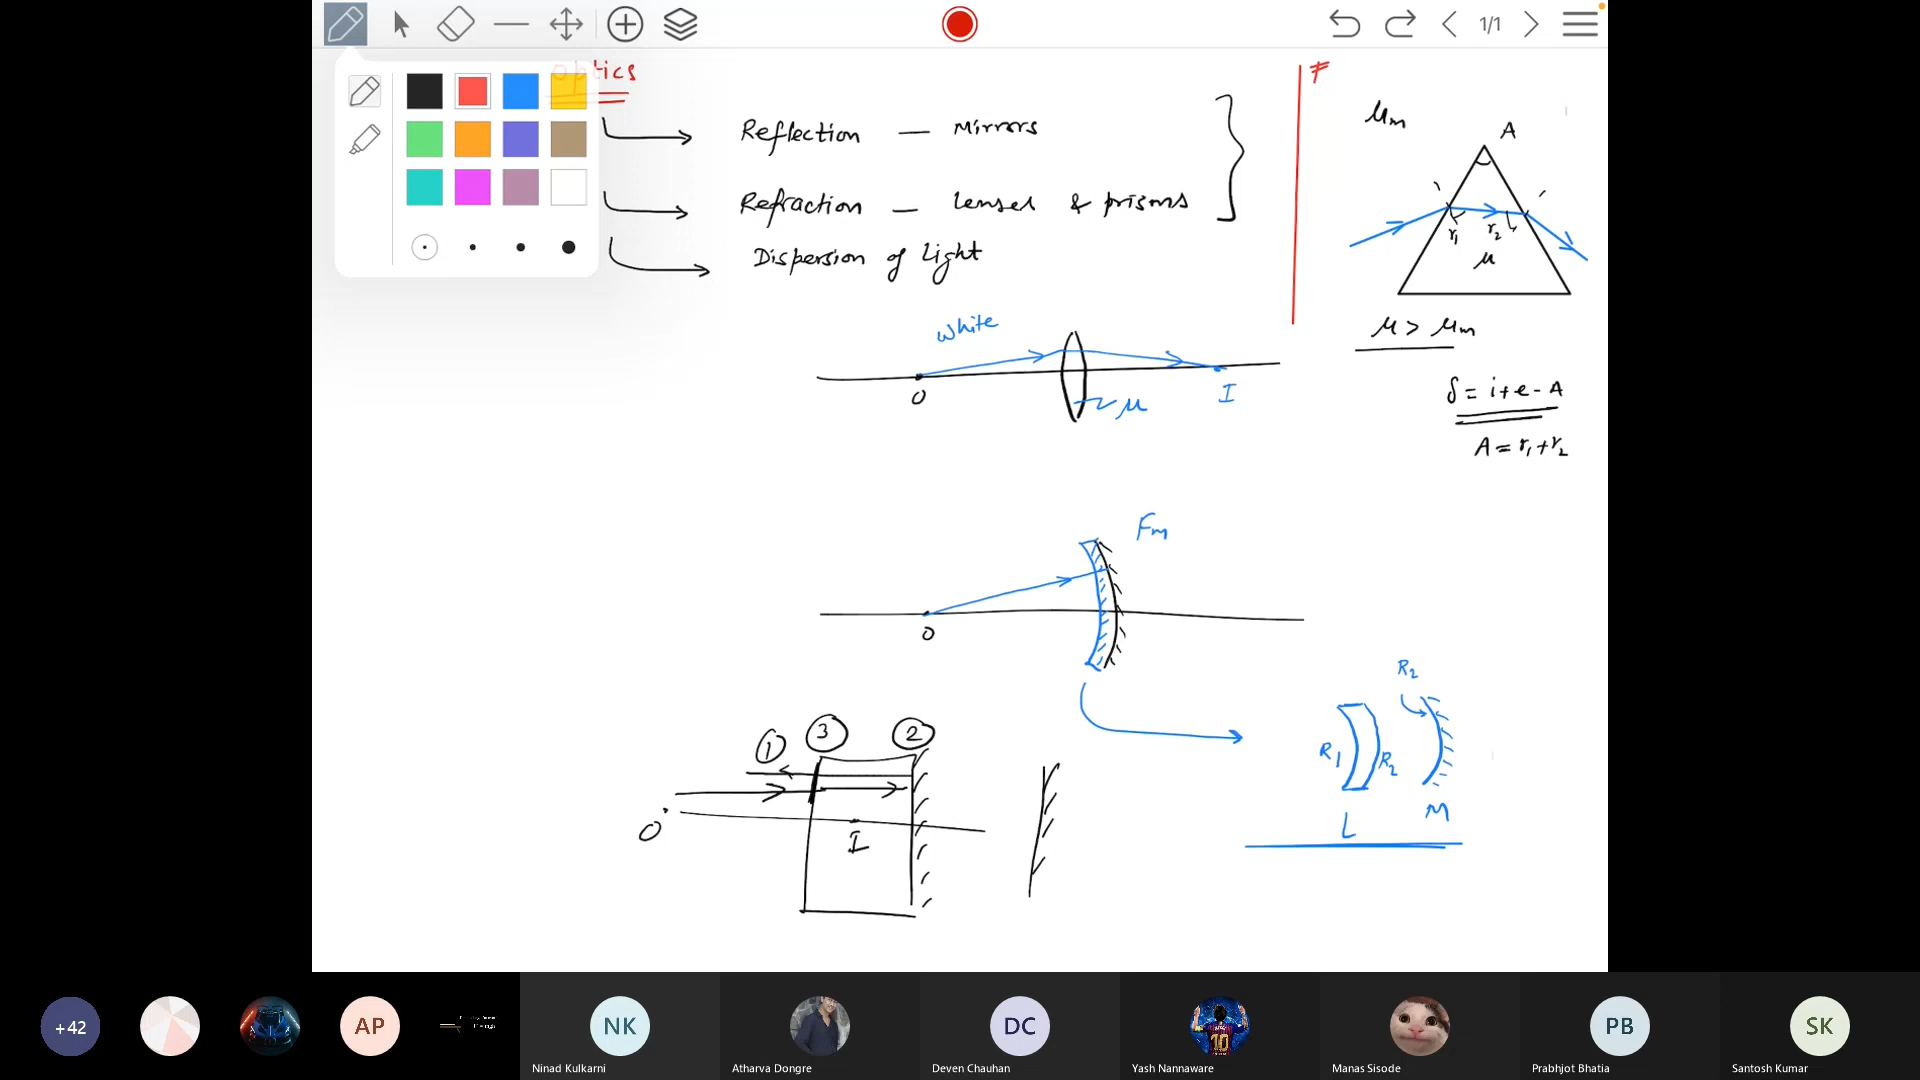 1/1
Optics
Reflection — Mirrors
Refraction — lenses & prisms
Dispersion of light
F
μm
A
r1 r2
μ
μ > μm
δ = i+e-A
A = r1+r2
white
O
μ
I
Fm
O
R2
R1
R2
L
M
1 3 2
O
I
+42
AP
NK
DC
10
PB
SK
Ninad Kulkarni
Atharva Dongre
Deven Chauhan
Yash Nannaware
Manas Sisode
Prabhjot Bhatia
Santosh Kumar